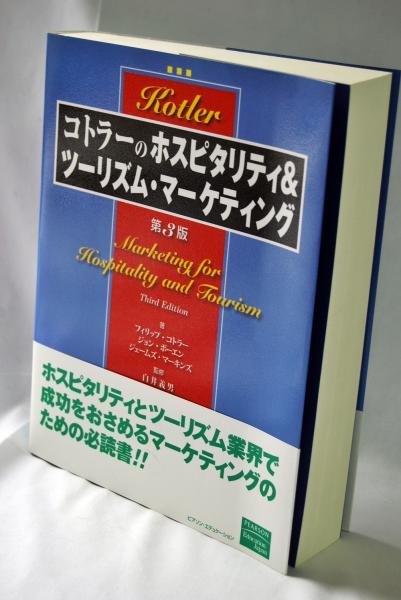 Kotler
コトラーのホスピタリティ&
ツーリズム・マーケティング
第3版
Marketing for
Hospitality and Tourism
Third Edition
著
フィリップ・コトラー
ジョン・ボーエン
ジェームズ・マーキンズ
監修
白井義男
ホスピタリティとツーリズム業界で
成功をおさめるマーケティングの
ための必読書!!
ピアソン・エデュケーション
PEARSON
Education
Japan